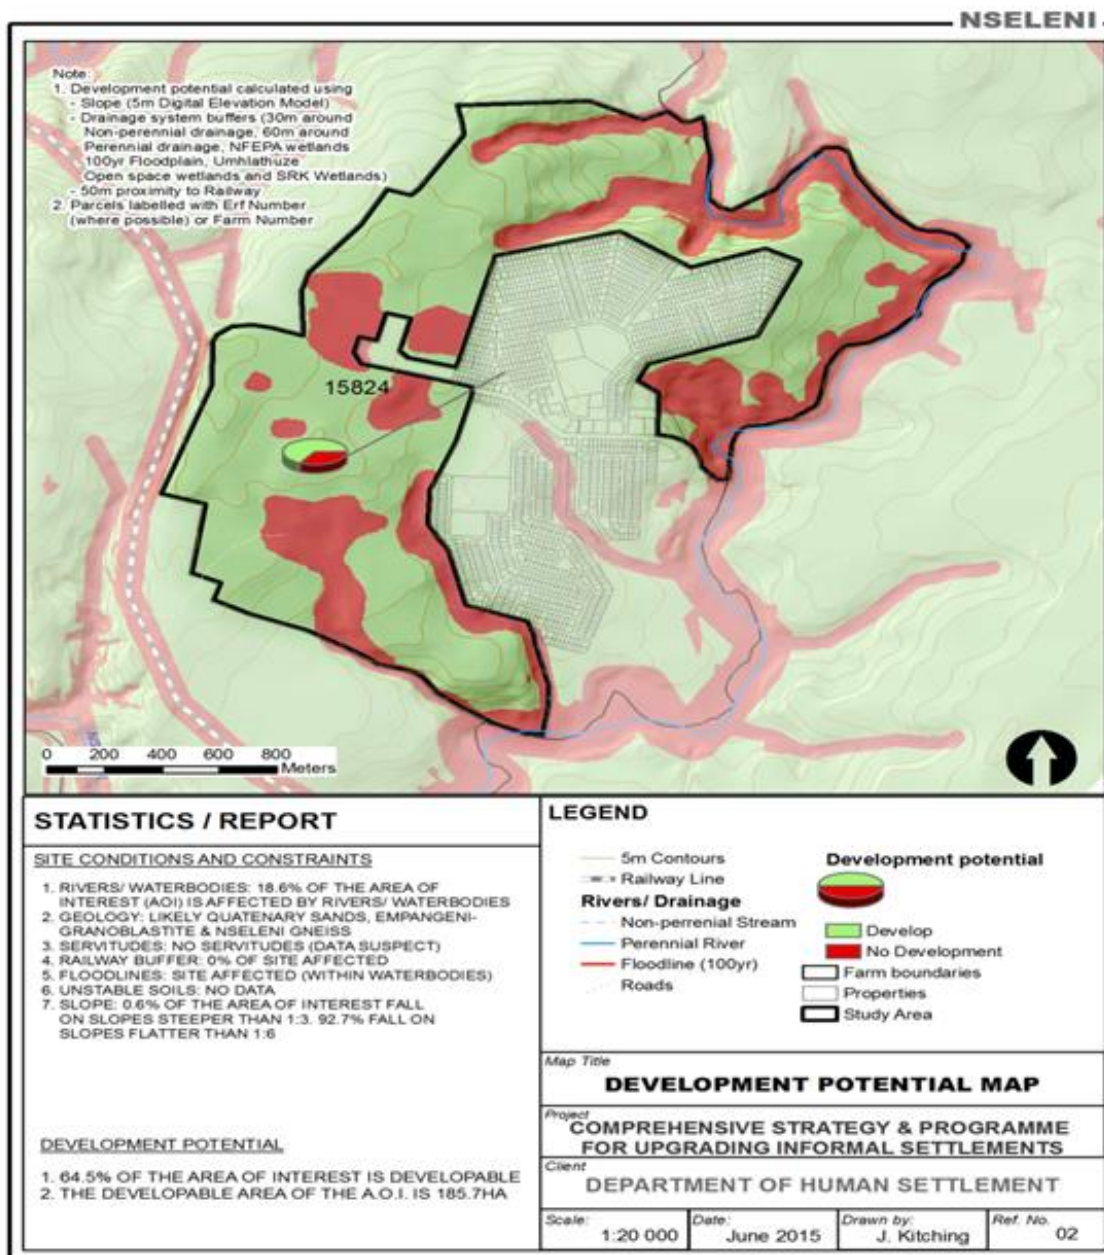 NSELENI
Note:
1. Development potential calculated using
- Slope (5m Digital Elevation Model)
- Drainage system buffers (30m around
Non-perennial drainage, 60m around
Perennial drainage, NFEPA wetlands
100yr Floodplain, Umhlathuze
Open space wetlands and SRK Wetlands)
- 50m proximity to Railway
2. Parcels labelled with Erf Number
(where possible) or Farm Number
15824
0 200 400 600 800
Meters
STATISTICS / REPORT
SITE CONDITIONS AND CONSTRAINTS
1. RIVERS/ WATERBODIES: 18.6% OF THE AREA OF
INTEREST (AOI) IS AFFECTED BY RIVERS/ WATERBODIES
2. GEOLOGY: LIKELY QUATENARY SANDS, EMPANGENI-
GRANOBLASTITE & NSELENI GNEISS
3. SERVITUDES: NO SERVITUDES (DATA SUSPECT)
4. RAILWAY BUFFER: 0% OF SITE AFFECTED
5. FLOODLINES: SITE AFFECTED (WITHIN WATERBODIES)
6. UNSTABLE SOILS: NO DATA
7. SLOPE: 0.6% OF THE AREA OF INTEREST FALL
ON SLOPES STEEPER THAN 1:3. 92.7% FALL ON
SLOPES FLATTER THAN 1:6
DEVELOPMENT POTENTIAL
1. 64.5% OF THE AREA OF INTEREST IS DEVELOPABLE
2. THE DEVELOPABLE AREA OF THE A.O.I. IS 185.7HA
LEGEND
5m Contours
Railway Line
Rivers/ Drainage
Non-perrenial Stream
Perennial River
Floodline (100yr)
Roads
Development potential
Develop
No Development
Farm boundaries
Properties
Study Area
Map Title
DEVELOPMENT POTENTIAL MAP
Project
COMPREHENSIVE STRATEGY & PROGRAMME
FOR UPGRADING INFORMAL SETTLEMENTS
Client
DEPARTMENT OF HUMAN SETTLEMENT
Scale: 1:20 000
Date: June 2015
Drawn by: J. Kitching
Ref. No. 02